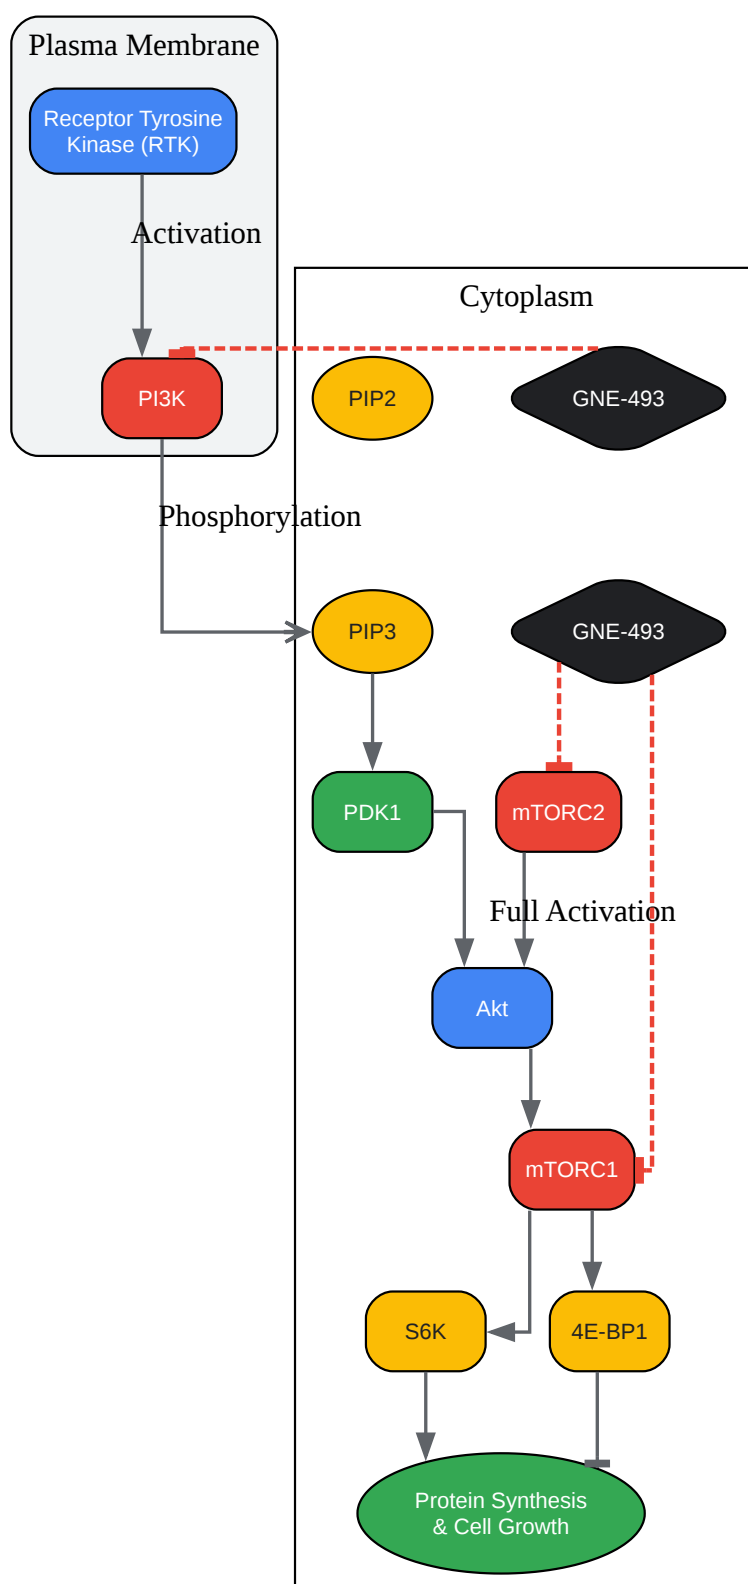 Plasma Membrane
Receptor Tyrosine
Kinase (RTK)
Activation
Cytoplasm
PI3K
PIP2
GNE-493
Phosphorylation
PIP3
GNE-493
PDK1
mTORC2
Full Activation
Akt
mTORC1
S6K
4E-BP1
Protein Synthesis
& Cell Growth